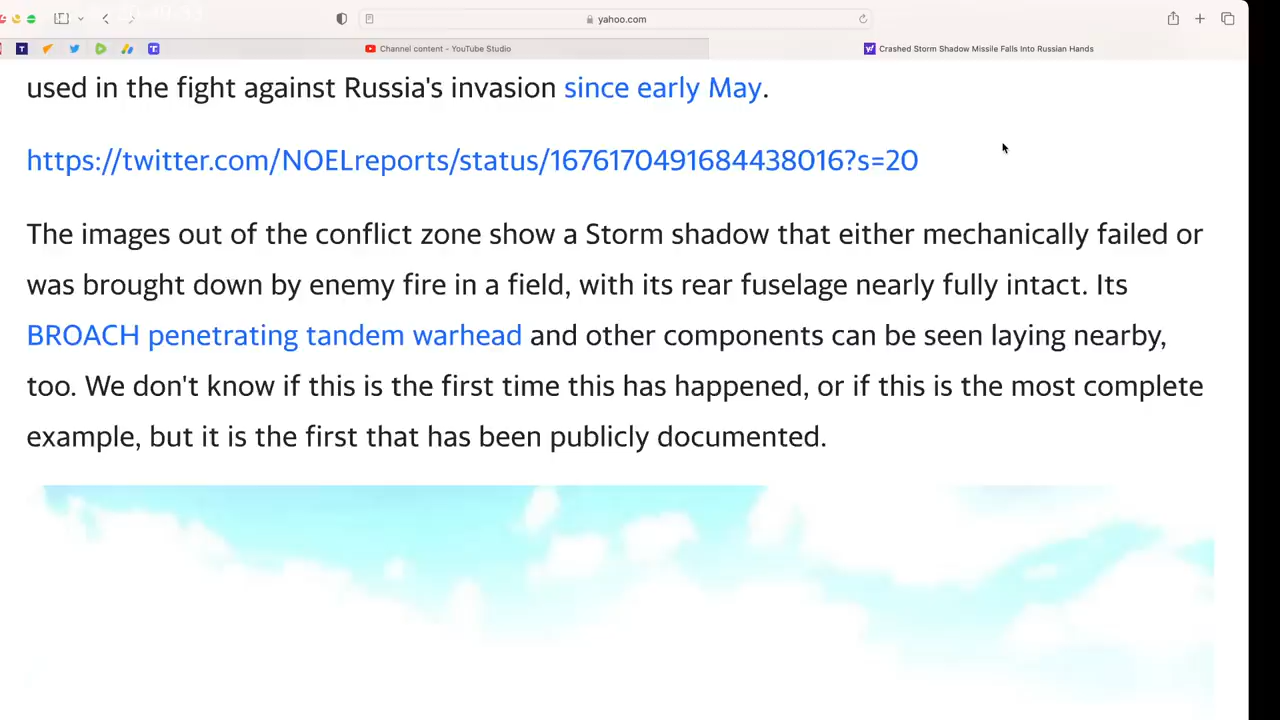 yahoo.com
Channel content - YouTube Studio
Crashed Storm Shadow Missile Falls Into Russian Hands
used in the fight against Russia's invasion since early May.
https://twitter.com/NOELreports/status/1676170491684438016?s=20
The images out of the conflict zone show a Storm shadow that either mechanically failed or
was brought down by enemy fire in a field, with its rear fuselage nearly fully intact. Its
BROACH penetrating tandem warhead and other components can be seen laying nearby,
too. We don't know if this is the first time this has happened, or if this is the most complete
example, but it is the first that has been publicly documented.